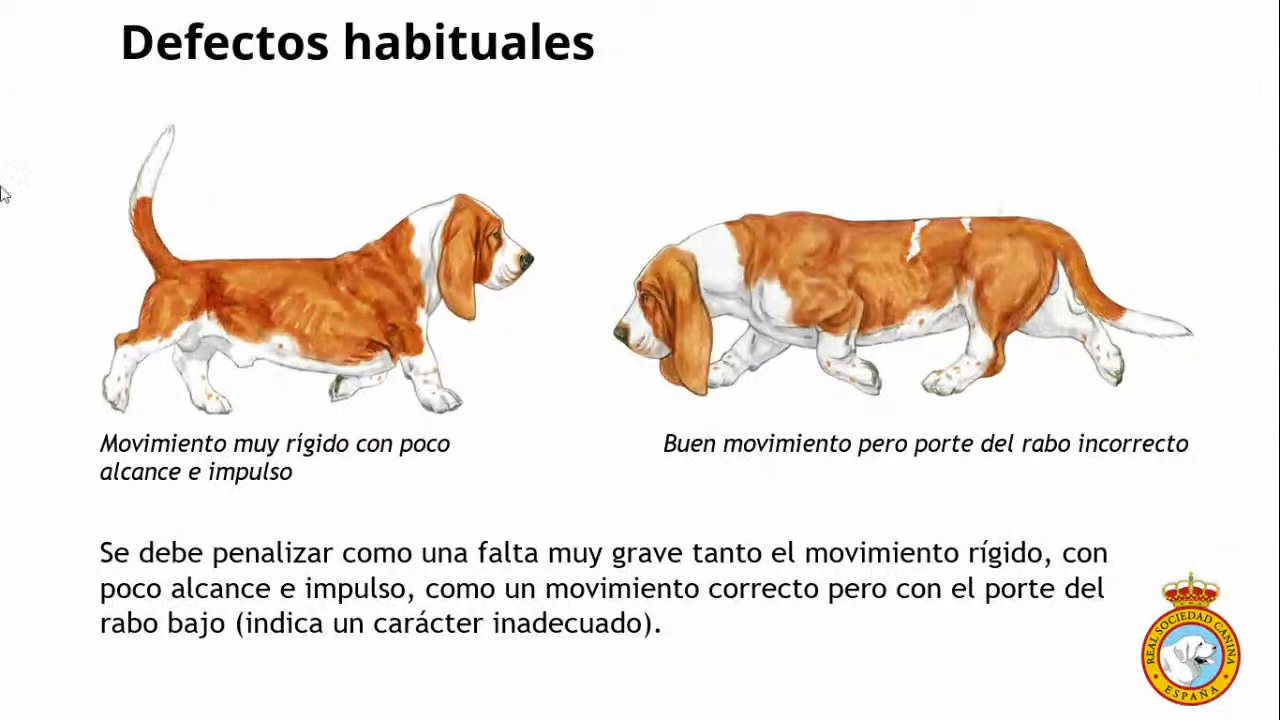 Defectos habituales
Movimiento muy rígido con poco
alcance e impulso
Buen movimiento pero porte del rabo incorrecto
Se debe penalizar como una falta muy grave tanto el movimiento rígido, con
poco alcance e impulso, como un movimiento correcto pero con el porte del
rabo bajo (indica un carácter inadecuado).
REAL SOCIEDAD CANINA
ESPAÑA